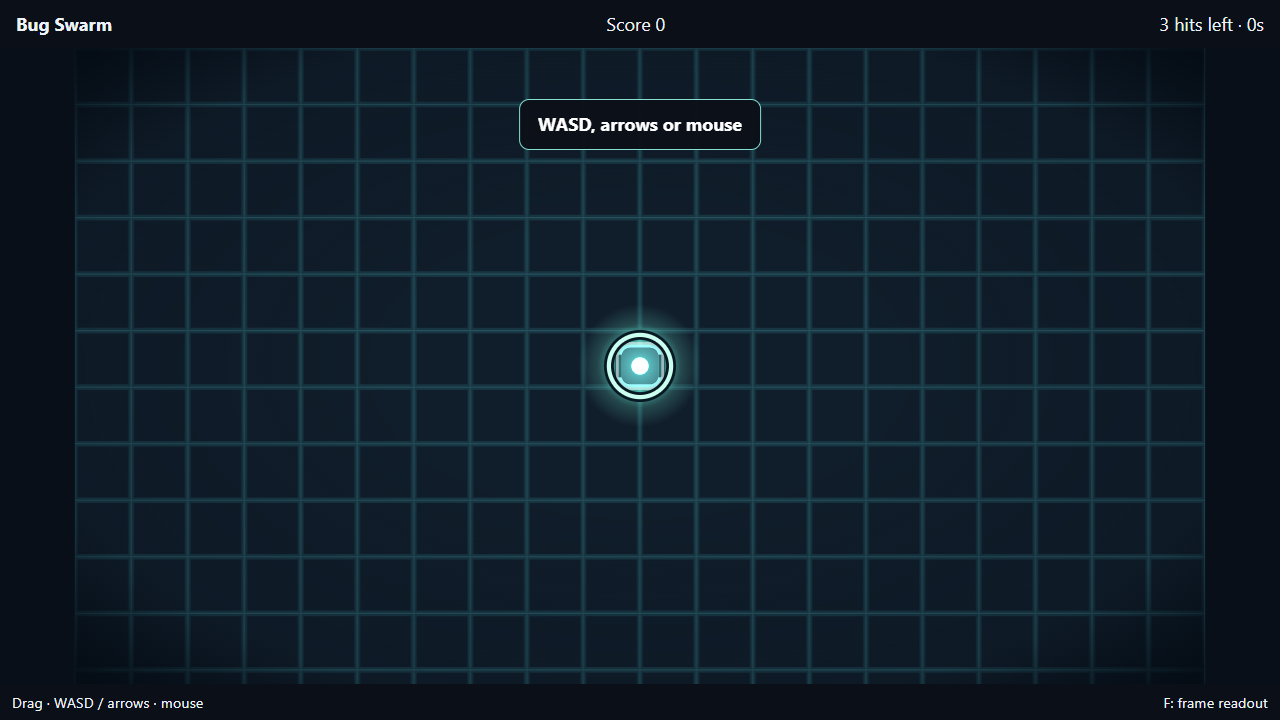 Bug Swarm
Score 0
3 hits left · 0s
WASD, arrows or mouse
Drag · WASD / arrows · mouse
F: frame readout